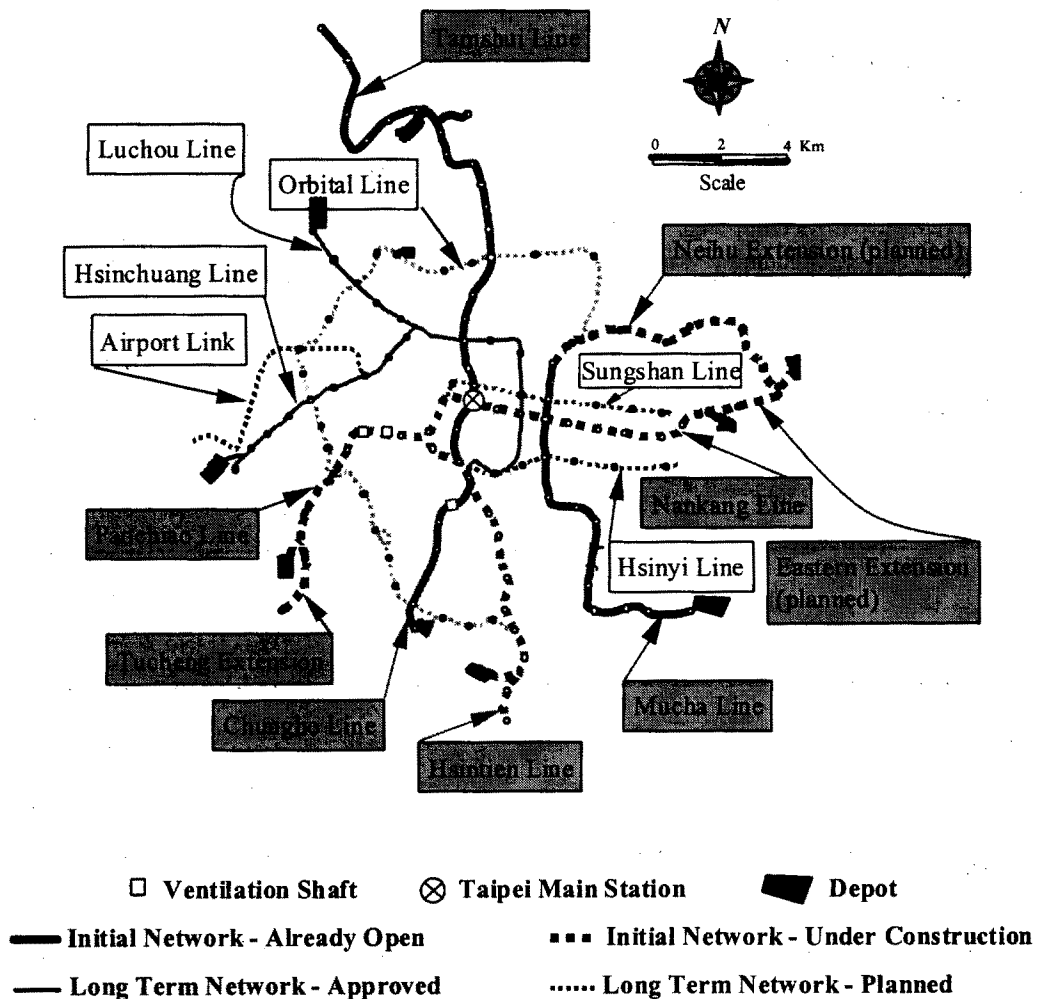 Tamshui Line
N
Luchou Line
0 2 4 Km
Scale
Orbital Line
Neihu Extension (planned)
Hsinchuang Line
Airport Link
Sungshan Line
Nankang Line
Panchiao Line
Hsinyi Line
Eastern Extension
(planned)
Tucheng Extension
Mucha Line
Chungho Line
Hsintien Line
Ventilation Shaft
Taipei Main Station
Depot
Initial Network - Already Open
Initial Network - Under Construction
Long Term Network - Approved
Long Term Network - Planned